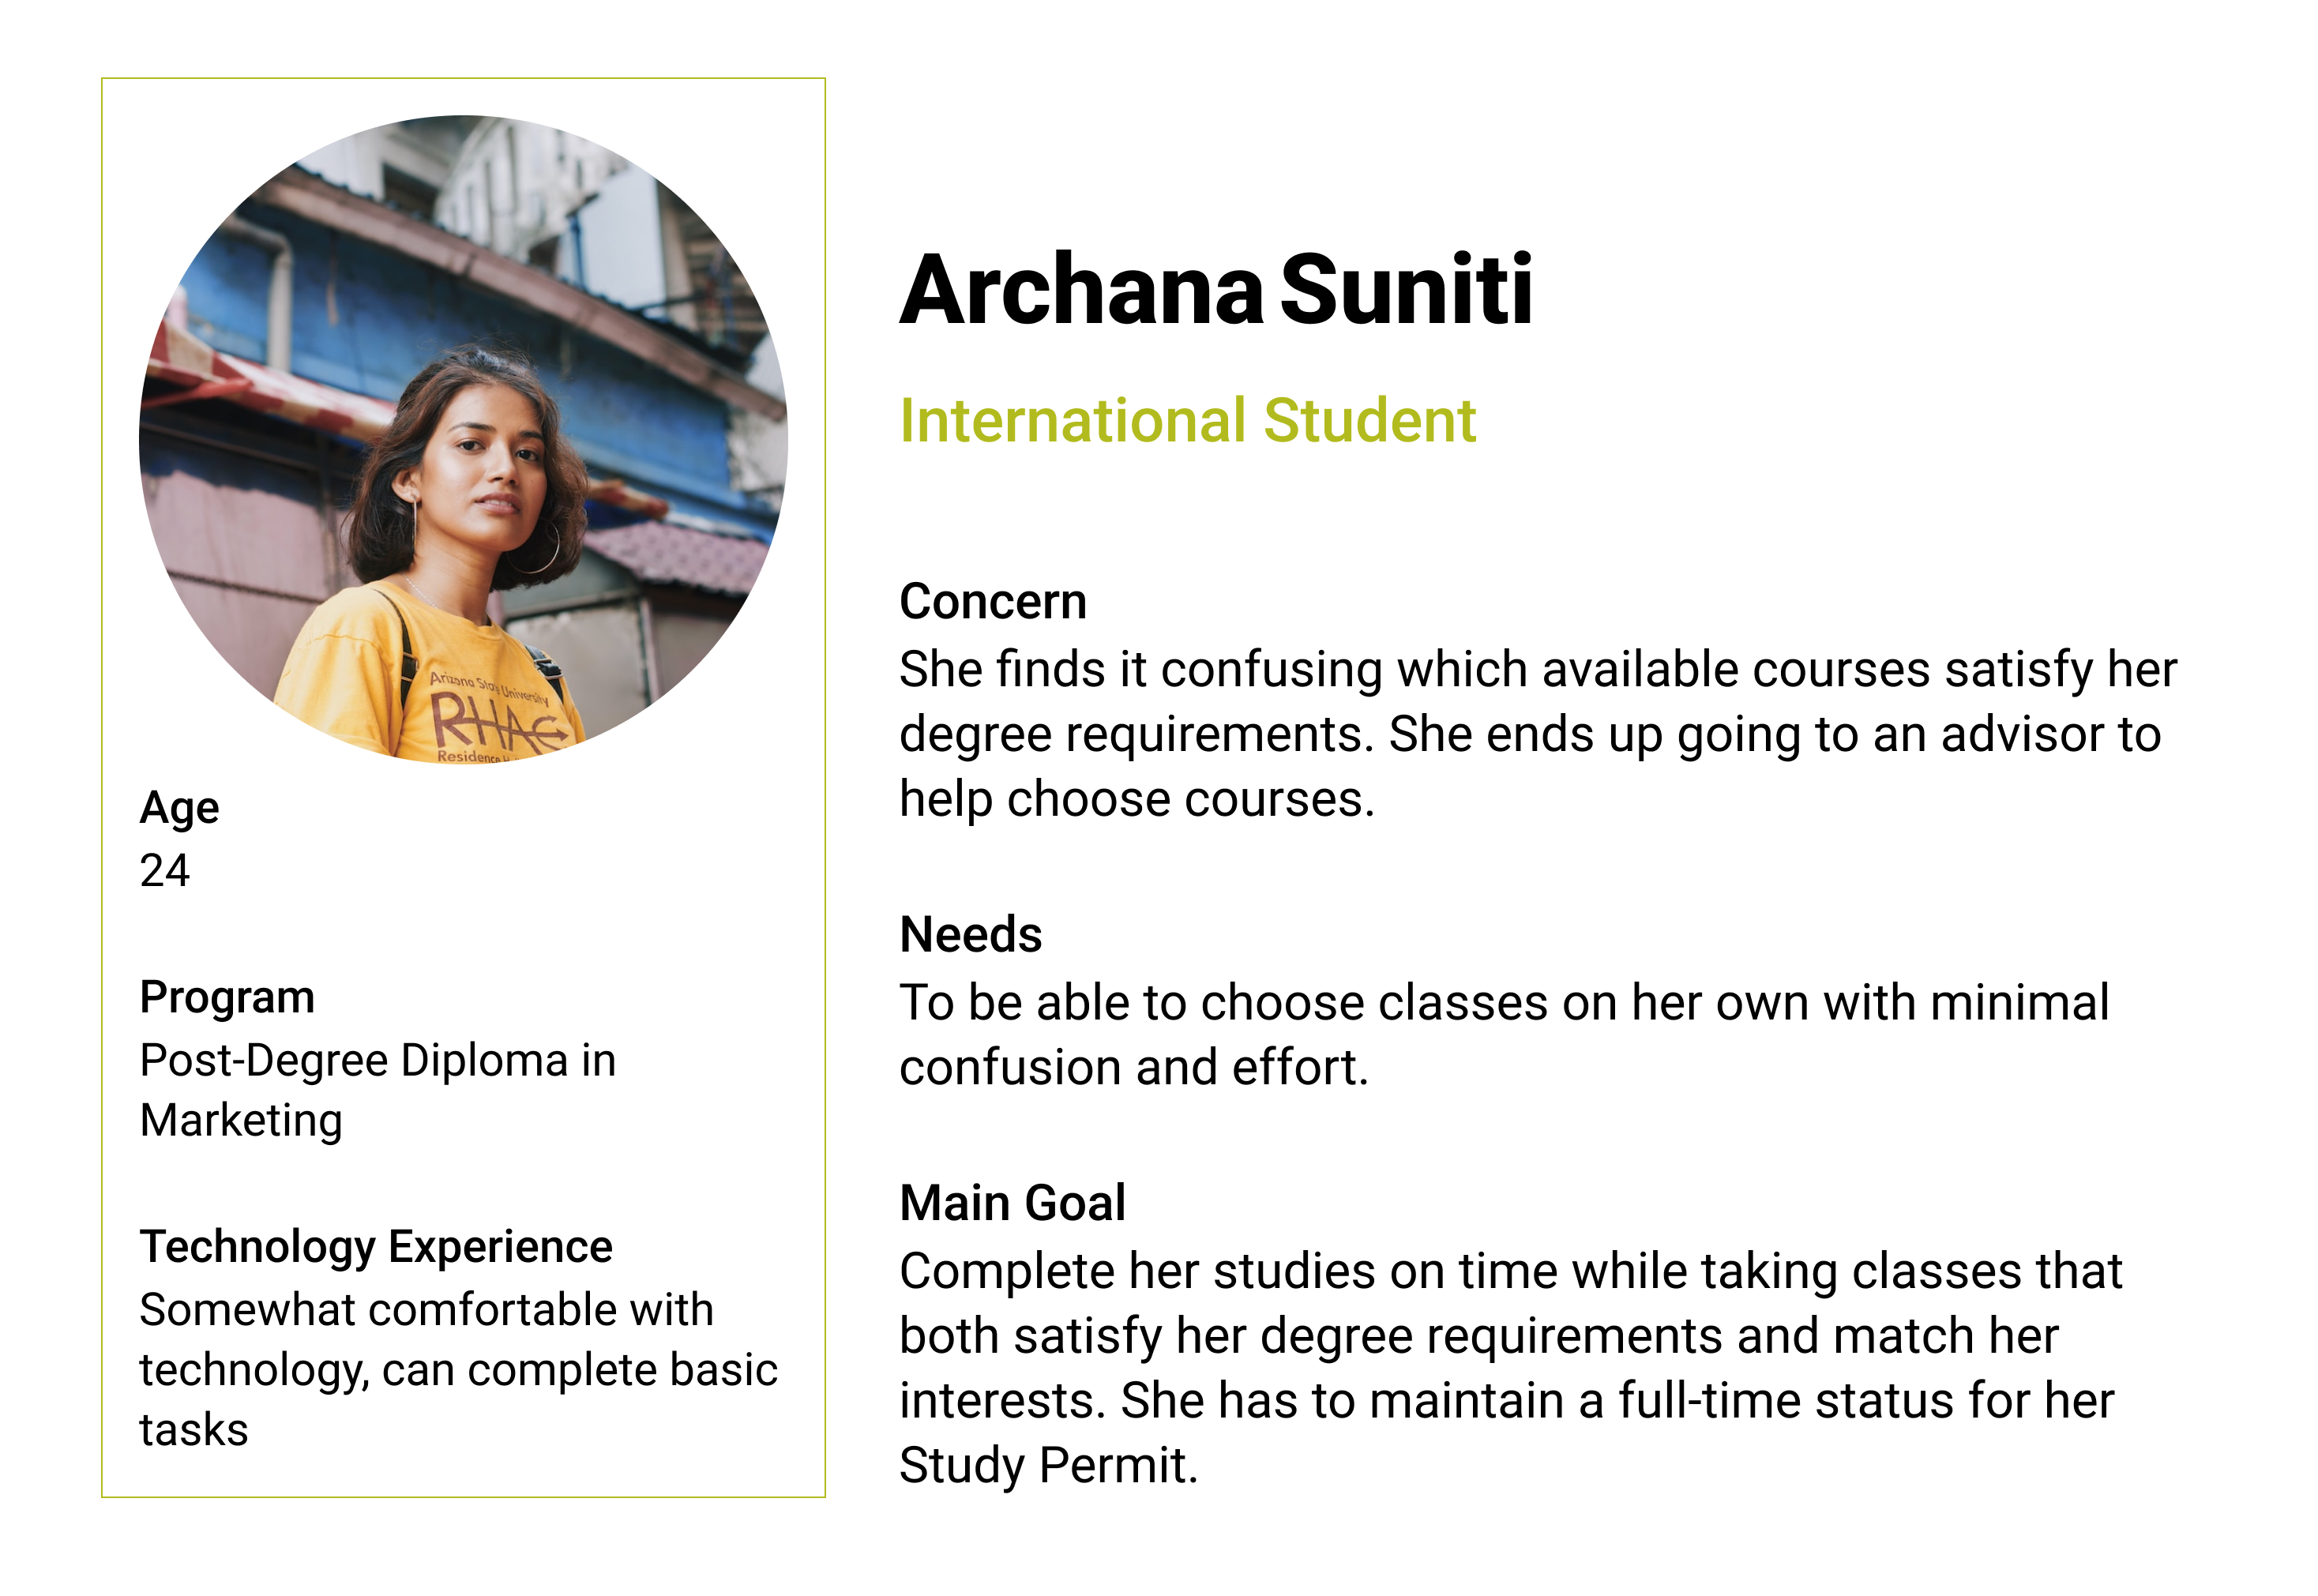 Arizona State University
RHA
Residence
Age
24
Program
Post-Degree Diploma in
Marketing
Technology Experience
Somewhat comfortable with
technology, can complete basic
tasks
Archana Suniti
International Student
Concern
She finds it confusing which available courses satisfy her
degree requirements. She ends up going to an advisor to
help choose courses.
Needs
To be able to choose classes on her own with minimal
confusion and effort.
Main Goal
Complete her studies on time while taking classes that
both satisfy her degree requirements and match her
interests. She has to maintain a full-time status for her
Study Permit.